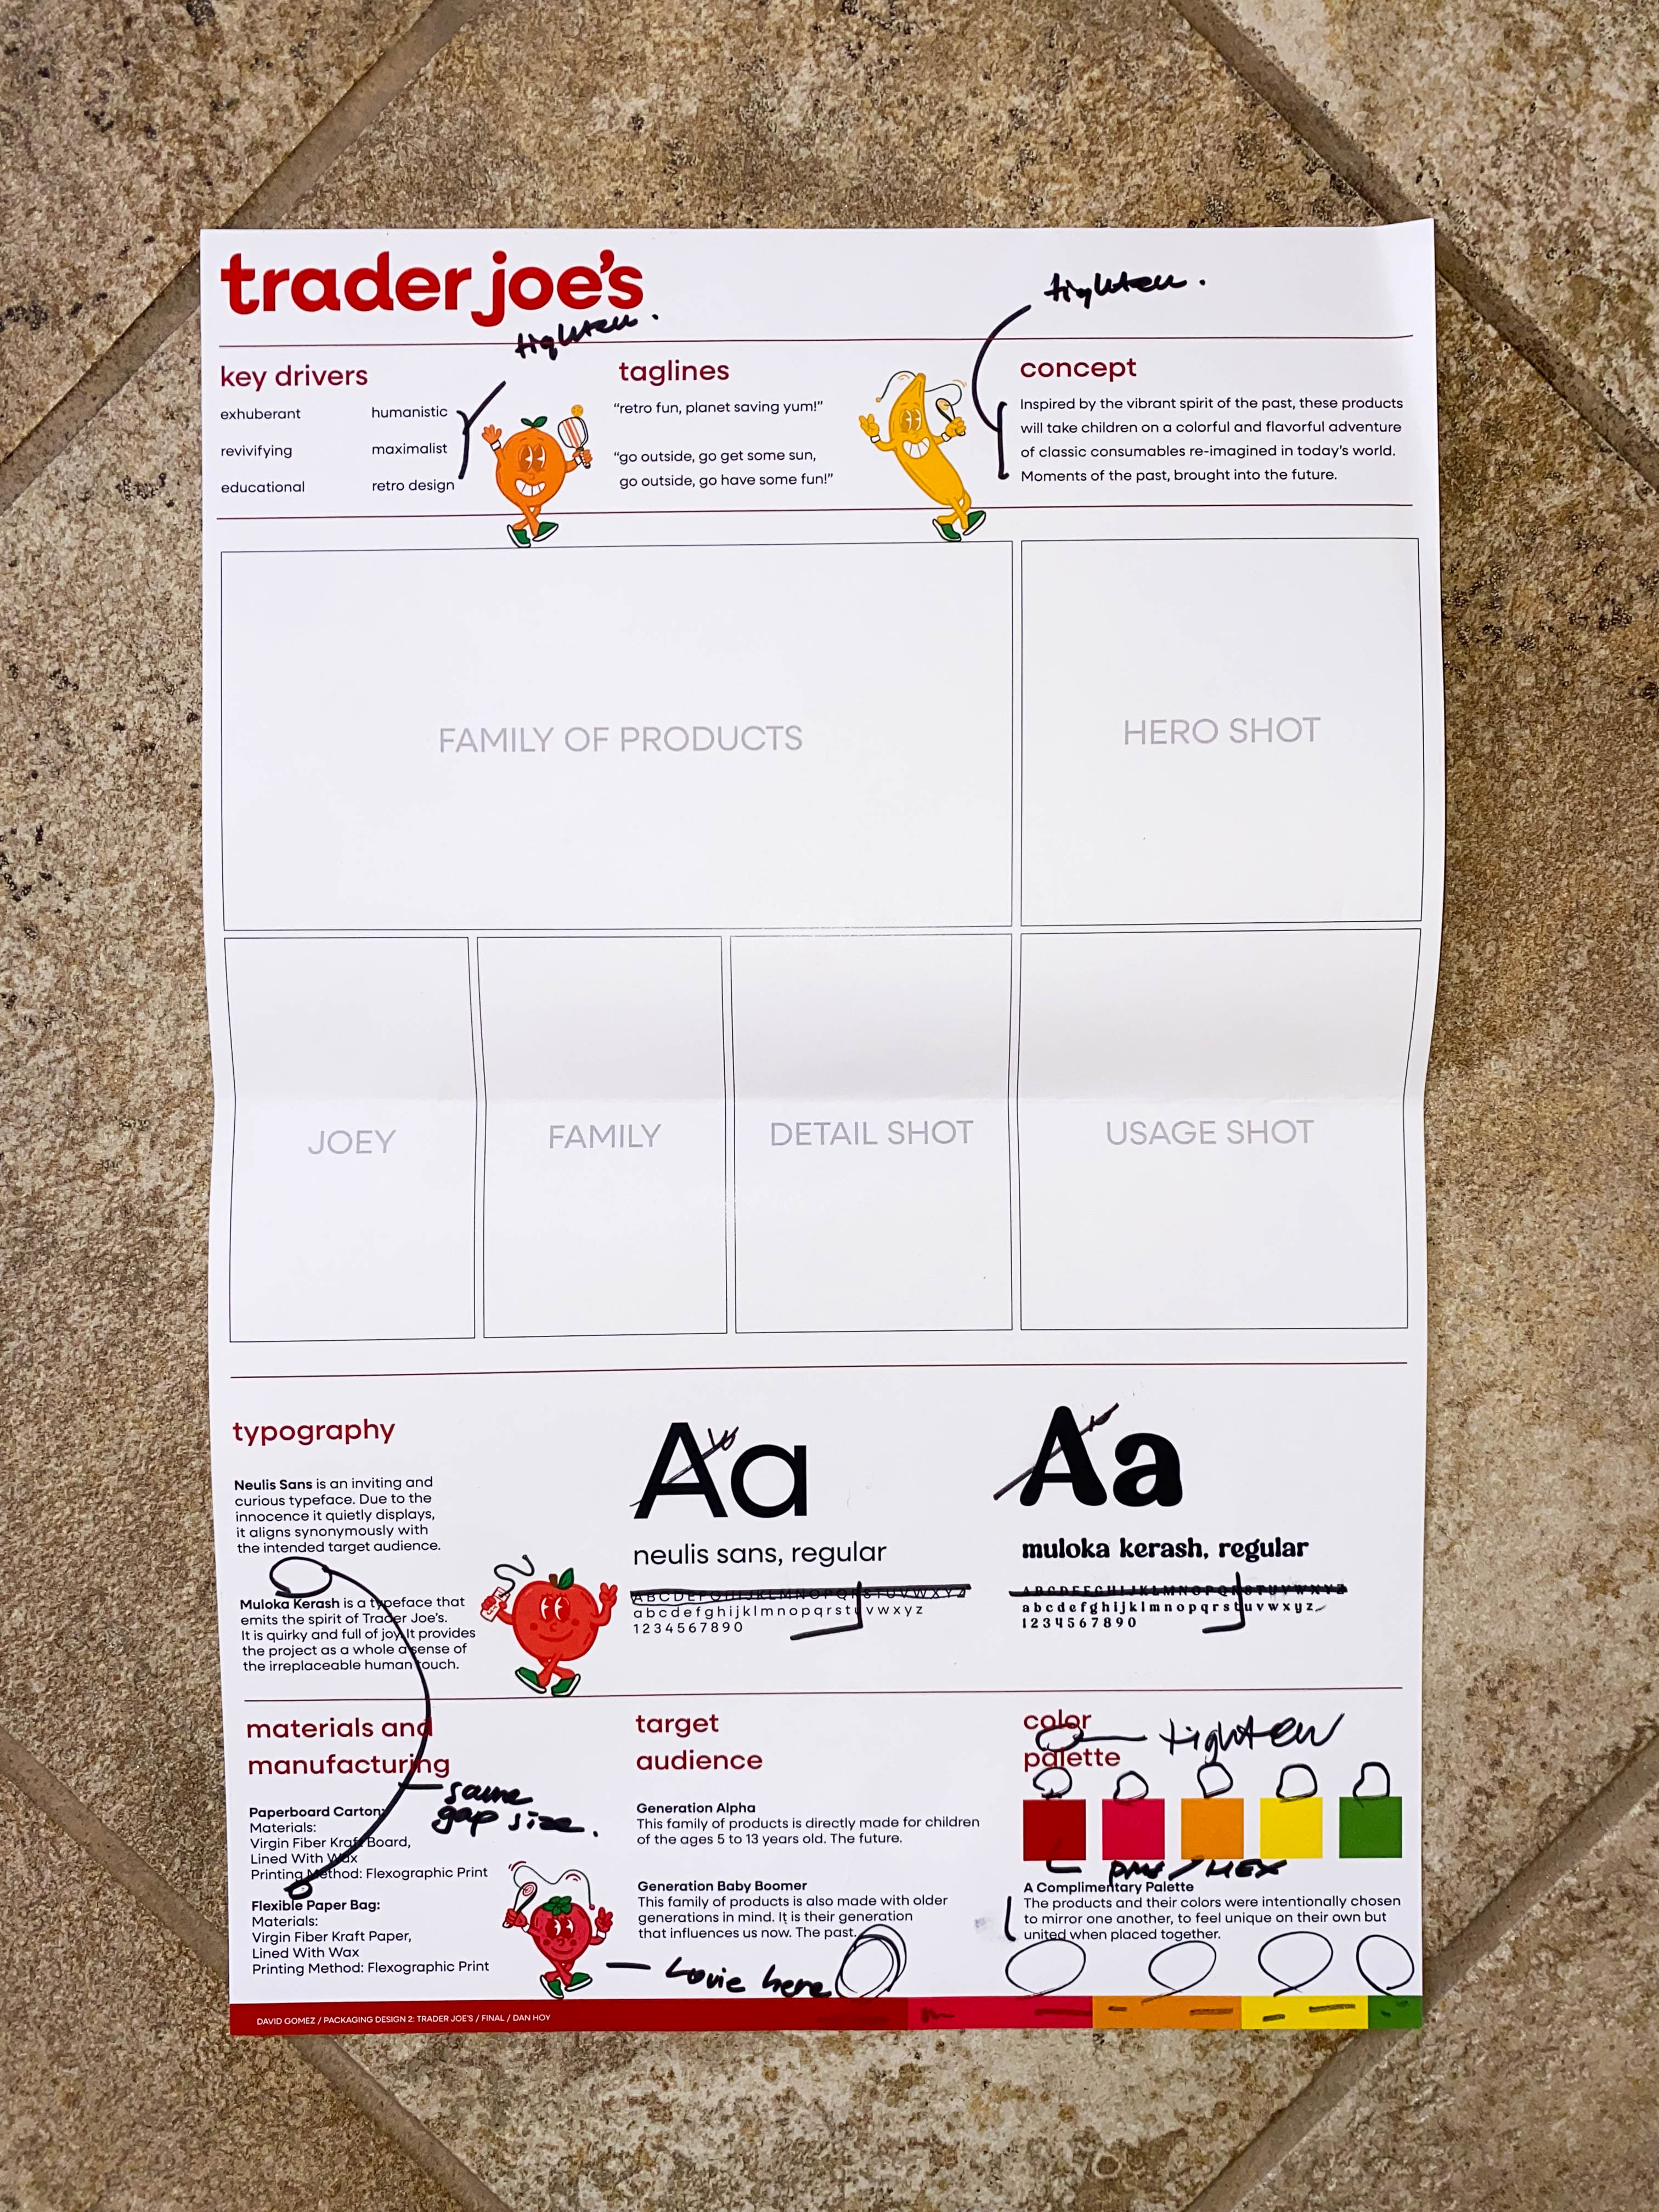 trader joe's
tighten.
tighten.
key drivers
exhuberant
humanistic
revivifying
maximalist
educational
retro design
taglines
“retro fun, planet saving yum!”
“go outside, go get some sun,
go outside, go have some fun!”
concept
Inspired by the vibrant spirit of the past, these products
will take children on a colorful and flavorful adventure
of classic consumables re-imagined in today's world.
Moments of the past, brought into the future.
FAMILY OF PRODUCTS
HERO SHOT
JOEY
FAMILY
DETAIL SHOT
USAGE SHOT
typography
Neulis Sans is an inviting and
curious typeface. Due to the
innocence it quietly displays,
it aligns synonymously with
the intended target audience.
Muloka Kerash is a typeface that
emits the spirit of Trader Joe's.
It is quirky and full of joy. It provides
the project as a whole a sense of
the irreplaceable human touch.
Aa
neulis sans, regular
ABCDEFGHIJKLMNOPQRSTUVWXYZ
abcdefghijklmnopqrstuvwxyz
1234567890
Aa
muloka kerash, regular
ABCDEFGHIJKLMNOPQRSTUVWXYZ
abcdefghijklmnopqrstuvwxyz
1234567890
materials and
manufacturing
same
gap size.
Paperboard Carton:
Materials:
Virgin Fiber Kraft Board,
Lined With Wax
Printing Method: Flexographic Print
Flexible Paper Bag:
Materials:
Virgin Fiber Kraft Paper,
Lined With Wax
Printing Method: Flexographic Print
target
audience
Generation Alpha
This family of products is directly made for children
of the ages 5 to 13 years old. The future.
Generation Baby Boomer
This family of products is also made with older
generations in mind. It is their generation
that influences us now. The past.
here
color
palette
tighten
PMS / HEX
A Complimentary Palette
The products and their colors were intentionally chosen
to mirror one another, to feel unique on their own but
united when placed together.
DAVID GOMEZ / PACKAGING DESIGN 2: TRADER JOE'S / FINAL / DAN HOY